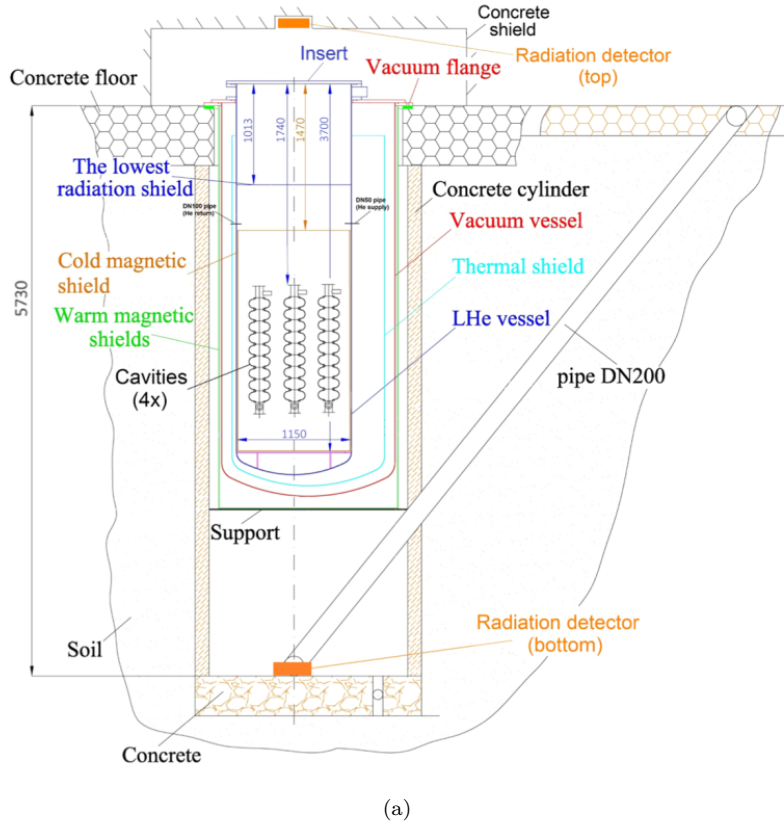 Concrete
shield
Insert
Radiation detector
(top)
Vacuum flange
Concrete floor
1013
1740
1470
3700
The lowest
radiation shield
DN100 pipe
(He return)
DN50 pipe
(He supply)
Concrete cylinder
Vacuum vessel
Cold magnetic
shield
Thermal shield
5730
Warm magnetic
shields
LHe vessel
Cavities
(4x)
pipe DN200
1150
Support
Radiation detector
(bottom)
Soil
Concrete
(a)